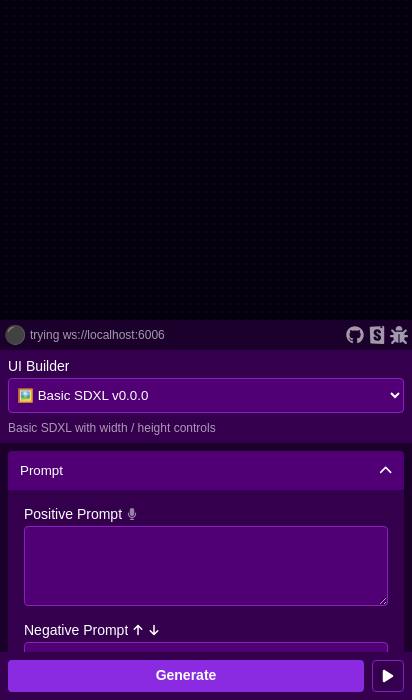 trying ws://localhost:6006
UI Builder
🖼️ Basic SDXL v0.0.0
Basic SDXL with width / height controls
Prompt
Positive Prompt
Negative Prompt ↑ ↓
Generate